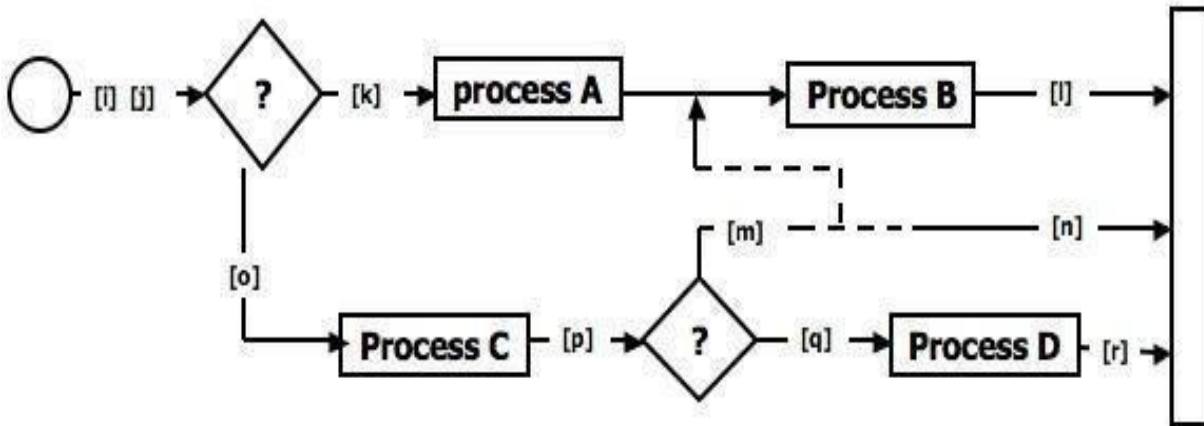 [i] [j]
?
[k]
process A
Process B
[l]
[m]
[n]
[o]
Process C
[p]
?
[q]
Process D
[r]